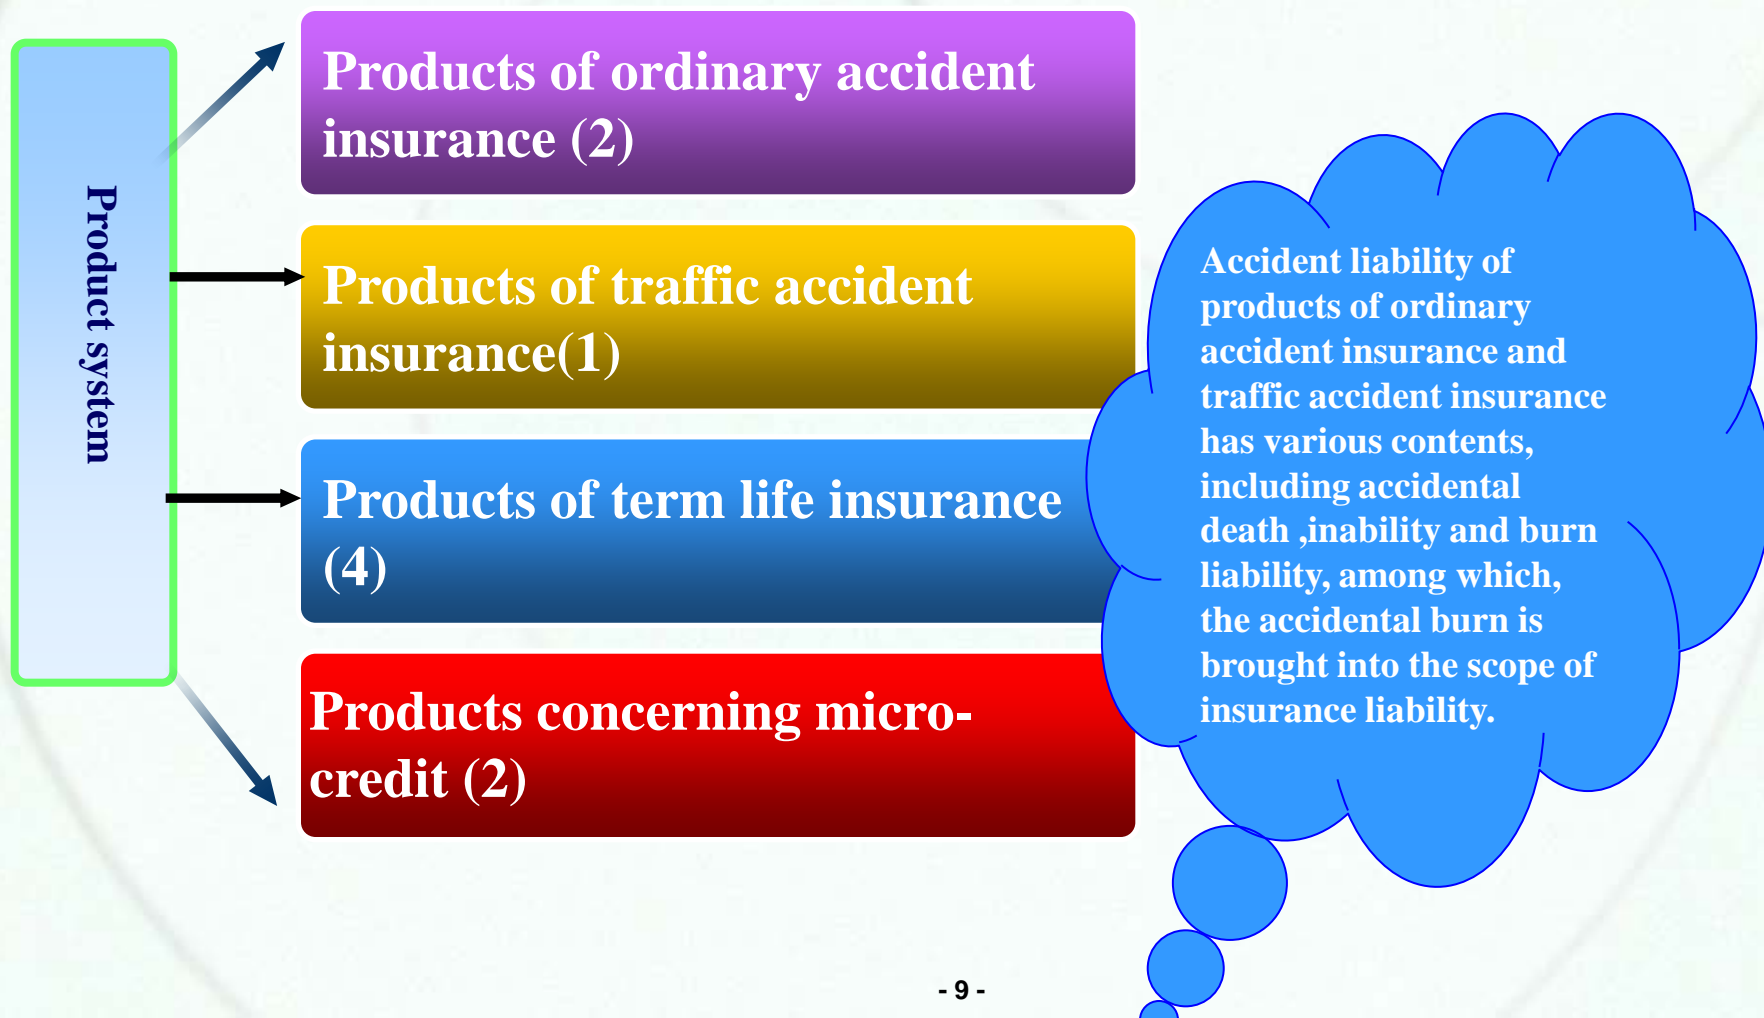 Product system
Products of ordinary accident
insurance (2)
Products of traffic accident
insurance(1)
Products of term life insurance
(4)
Products concerning micro-
credit (2)
Accident liability of
products of ordinary
accident insurance and
traffic accident insurance
has various contents,
including accidental
death ,inability and burn
liability, among which,
the accidental burn is
brought into the scope of
insurance liability.
- 9 -